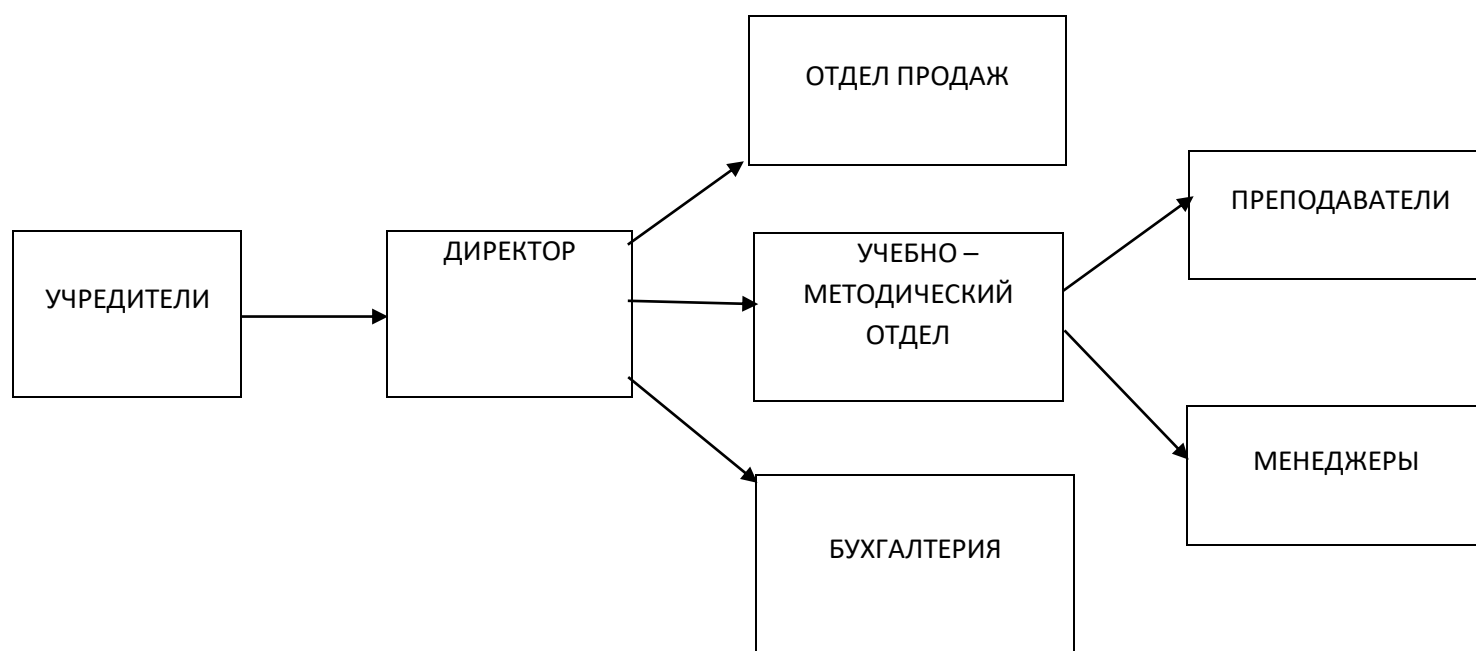 ОТДЕЛ ПРОДАЖ
ПРЕПОДАВАТЕЛИ
УЧРЕДИТЕЛИ
ДИРЕКТОР
УЧЕБНО –
МЕТОДИЧЕСКИЙ
ОТДЕЛ
МЕНЕДЖЕРЫ
БУХГАЛТЕРИЯ